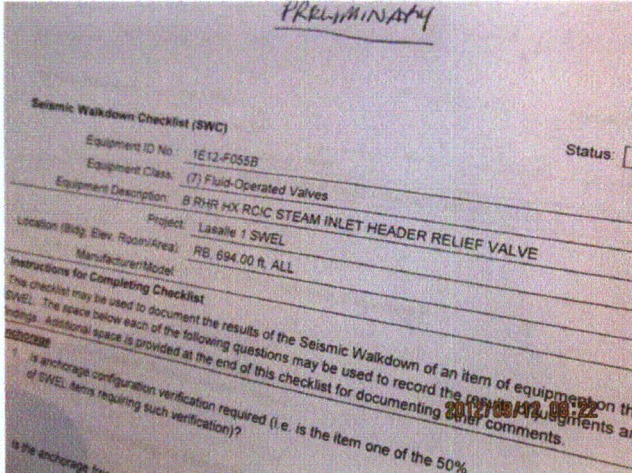 PRELIMINARY
Seismic Walkdown Checklist (SWC)
Status:
Equipment ID No.: 1E12-F055B
Equipment Class: (7) Fluid-Operated Valves
Equipment Description: B RHR HX RCIC STEAM INLET HEADER RELIEF VALVE
Project: Lasalle 1 SWEL
Location (Bldg, Elev, Room/Area): RB, 694.00 ft, ALL
Manufacturer/Model:
Instructions for Completing Checklist
This checklist may be used to document the results of the Seismic Walkdown of an item of equipment on th
SWEL. The space below each of the following questions may be used to record the results of judgments a
findings. Additional space is provided at the end of this checklist for documenting other comments.
2012/09/12 09:22
Anchorage
1. Is anchorage configuration verification required (i.e. is the item one of the 50%
of SWEL items requiring such verification)?
Is the anchorage